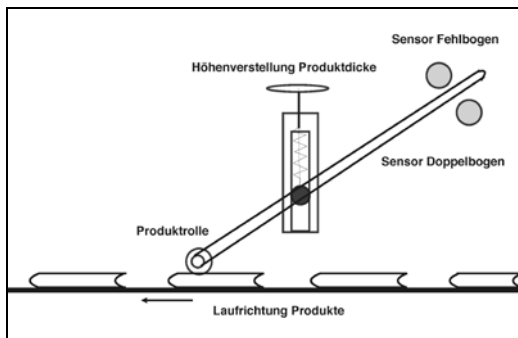 Sensor Fehlbogen
Höhenverstellung Produktdicke
Sensor Doppelbogen
Produktrolle
Laufrichtung Produkte